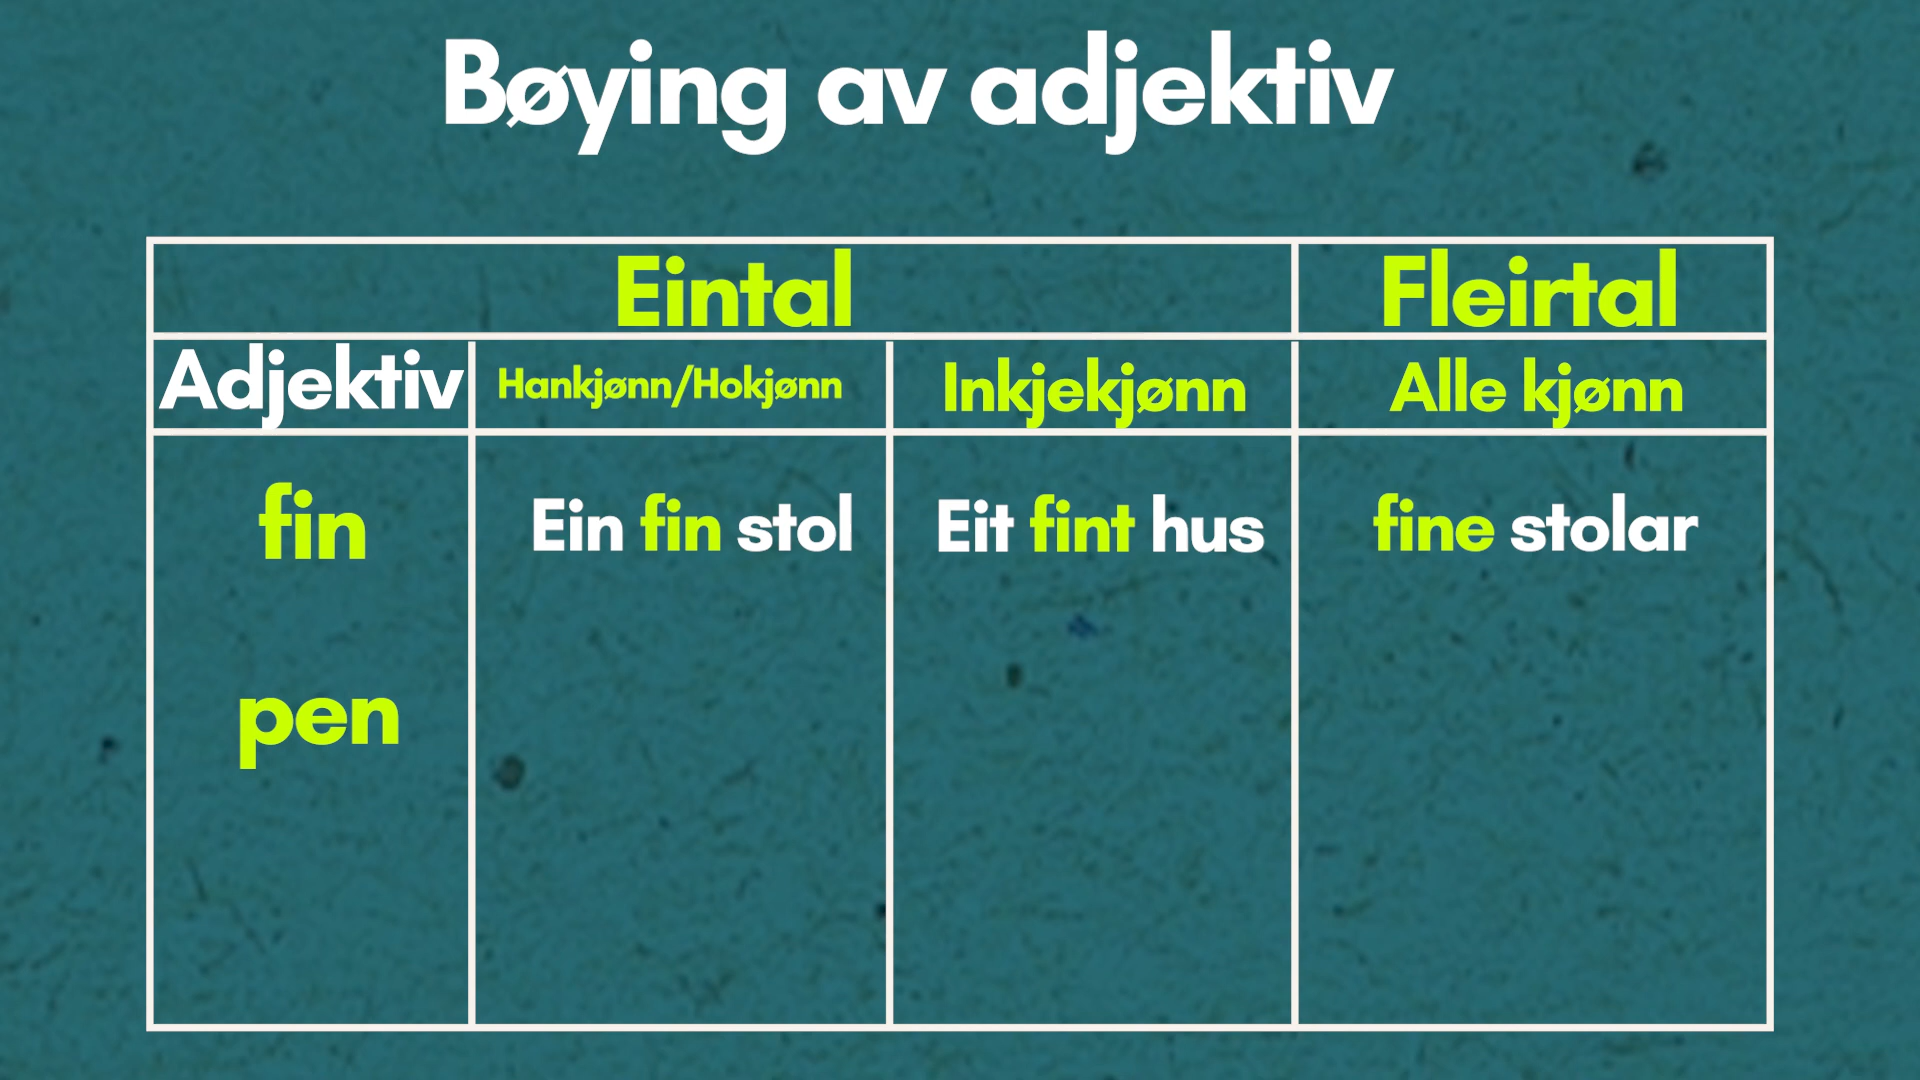 Bøying av adjektiv
Eintal Fleirtal
Adjektiv Hankjønn/Hokjønn Inkjekjønn Alle kjønn
fin Ein fin stol Eit fint hus fine stolar
pen